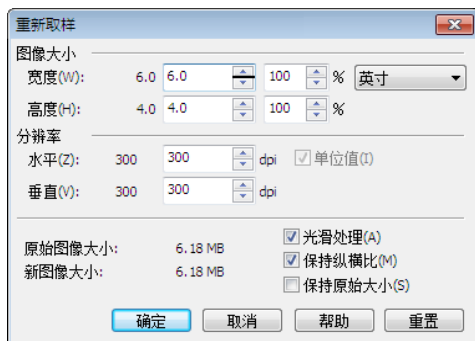 重新取样
图像大小
宽度(W): 6.0 6.0 100 % 英寸
高度(H): 4.0 4.0 100 %
分辨率
水平(Z): 300 300 dpi 单位值(I)
垂直(V): 300 300 dpi
原始图像大小: 6.18 MB 光滑处理(A)
新图像大小: 6.18 MB 保持纵横比(M)
保持原始大小(S)
确定 取消 帮助 重置